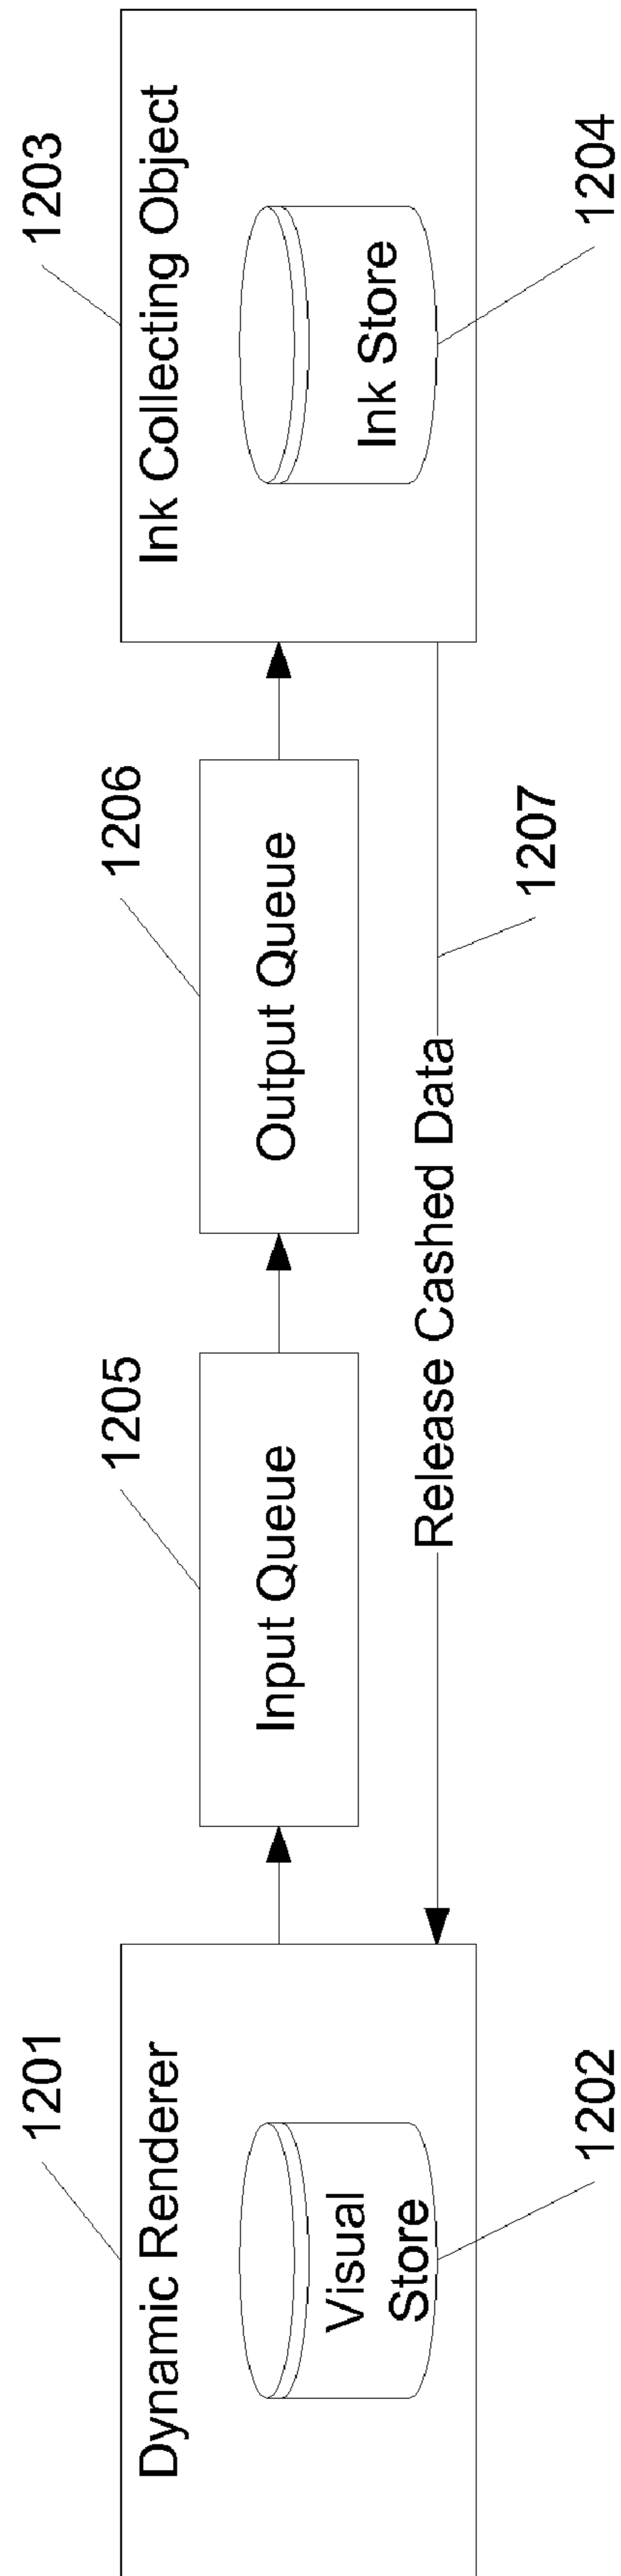 1201
1205
1206
1203
Dynamic Renderer
Ink Collecting Object
Input Queue
Output Queue
Visual
Store
Ink Store
Release Cashed Data
1202
1207
1204